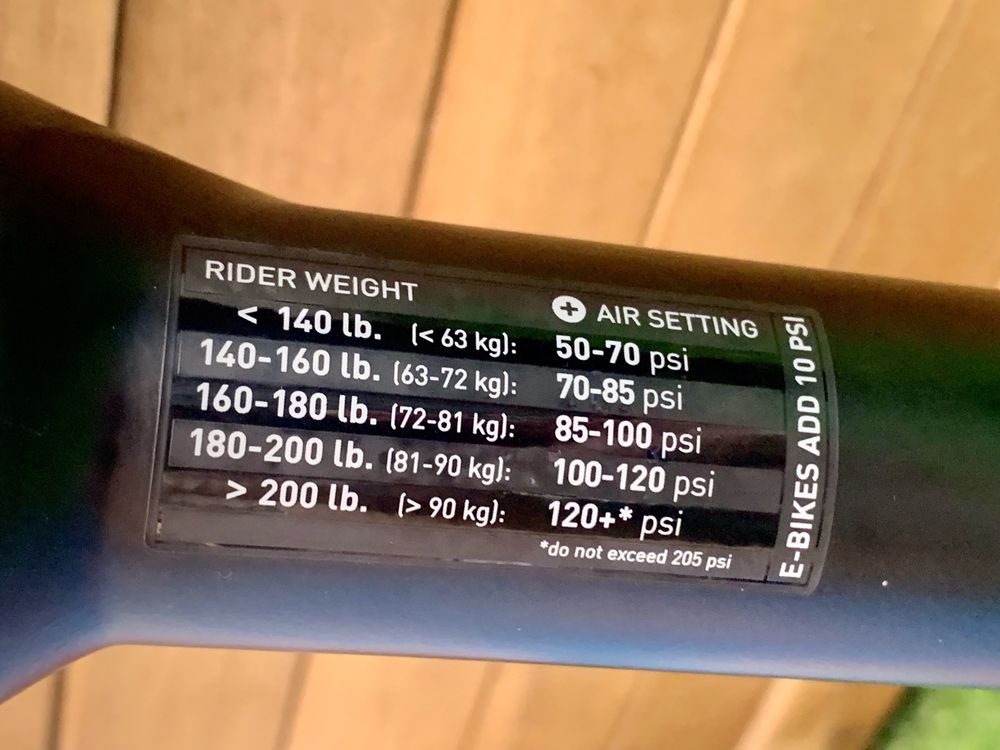 RIDER WEIGHT + AIR SETTING
< 140 lb. (< 63 kg): 50-70 psi
140-160 lb. (63-72 kg): 70-85 psi
160-180 lb. (72-81 kg): 85-100 psi
180-200 lb. (81-90 kg): 100-120 psi
> 200 lb. (> 90 kg): 120+* psi
*do not exceed 205 psi
E-BIKES ADD 10 PSI